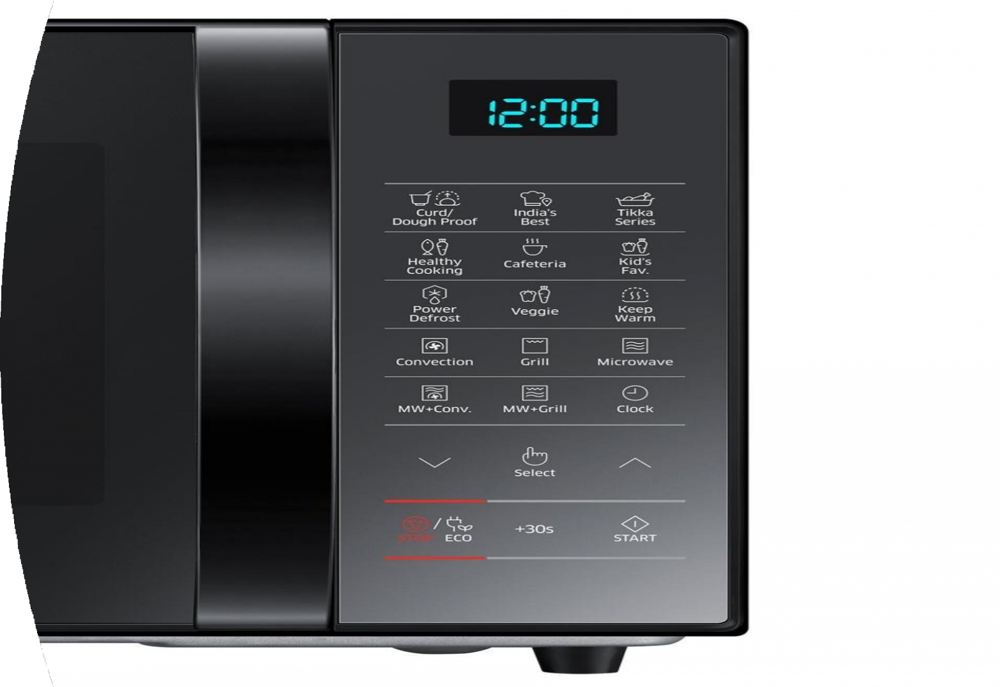 12:00
Curd/
Dough Proof
India's
Best
Tikka
Series
Healthy
Cooking
Cafeteria
Kid's
Fav.
Power
Defrost
Veggie
Keep
Warm
Convection
Grill
Microwave
MW+Conv.
MW+Grill
Clock
Select
STOP / ECO
+30s
START